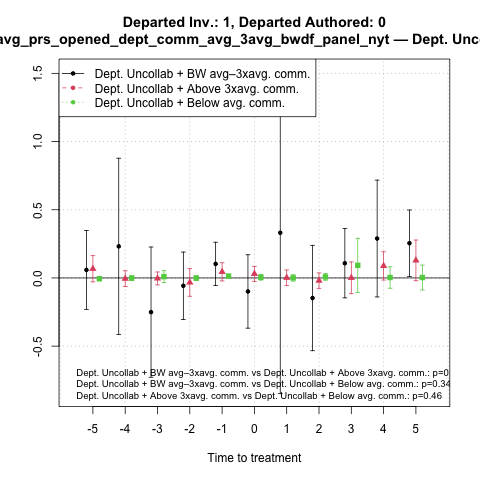 Departed Inv.: 1, Departed Authored: 0
avg_prs_opened_dept_comm_avg_3avg_bwdf_panel_nyt — Dept. Unco
Dept. Uncollab + BW avg–3xavg. comm.
Dept. Uncollab + Above 3xavg. comm.
Dept. Uncollab + Below avg. comm.
1.5
1.0
0.5
0.0
-0.5
Dept. Uncollab + BW avg–3xavg. comm. vs Dept. Uncollab + Above 3xavg. comm.: p=0
Dept. Uncollab + BW avg–3xavg. comm. vs Dept. Uncollab + Below avg. comm.: p=0.34
Dept. Uncollab + Above 3xavg. comm. vs Dept. Uncollab + Below avg. comm.: p=0.46
-5 -4 -3 -2 -1 0 1 2 3 4 5
Time to treatment